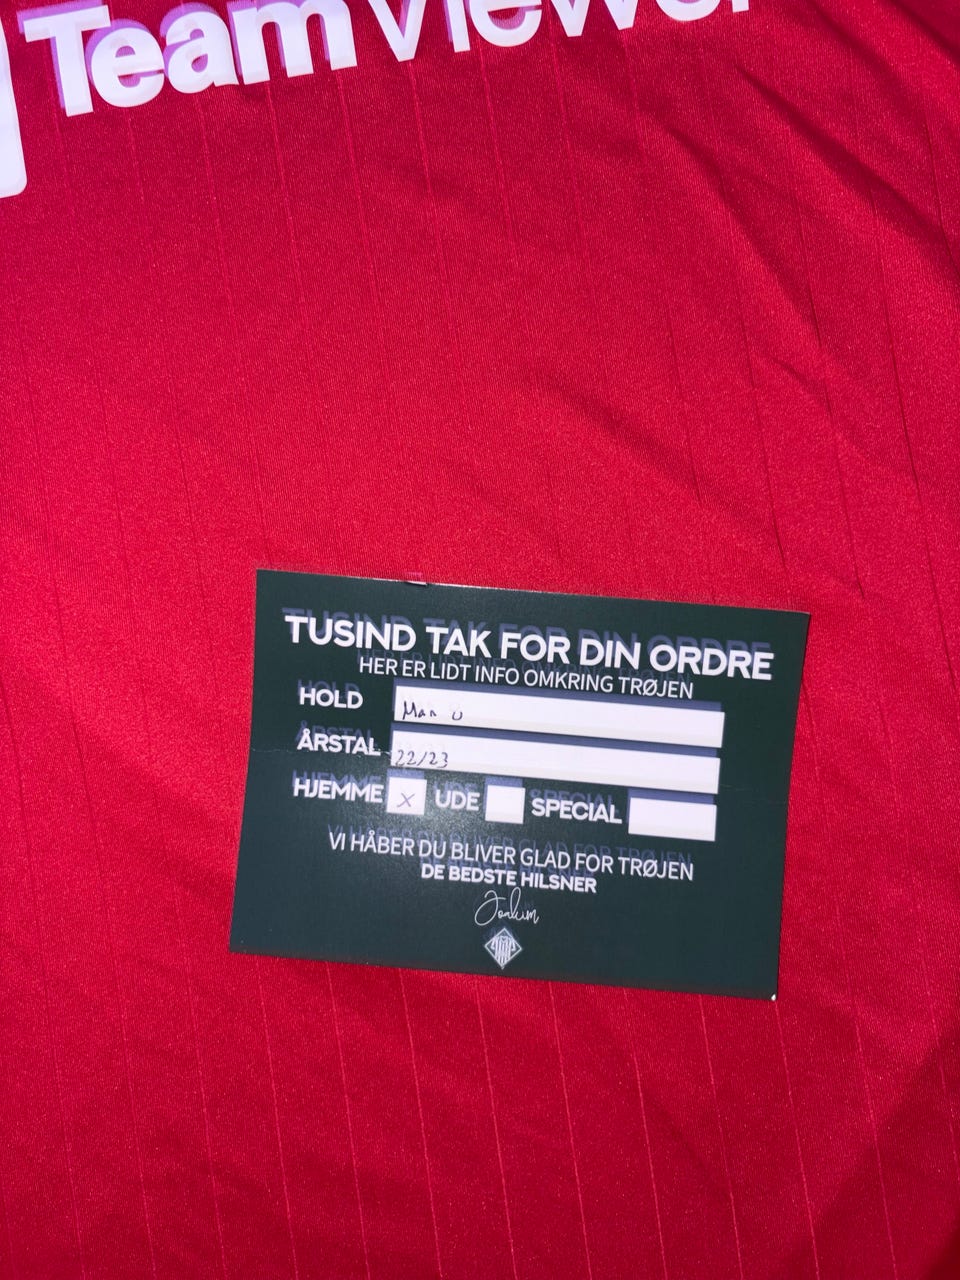 TeamViewer
TUSIND TAK FOR DIN ORDRE
HER ER LIDT INFO OMKRING TRØJEN
HOLD Man U
ÅRSTAL 22/23
HJEMME x UDE SPECIAL
VI HÅBER DU BLIVER GLAD FOR TRØJEN
DE BEDSTE HILSNER
Joakim